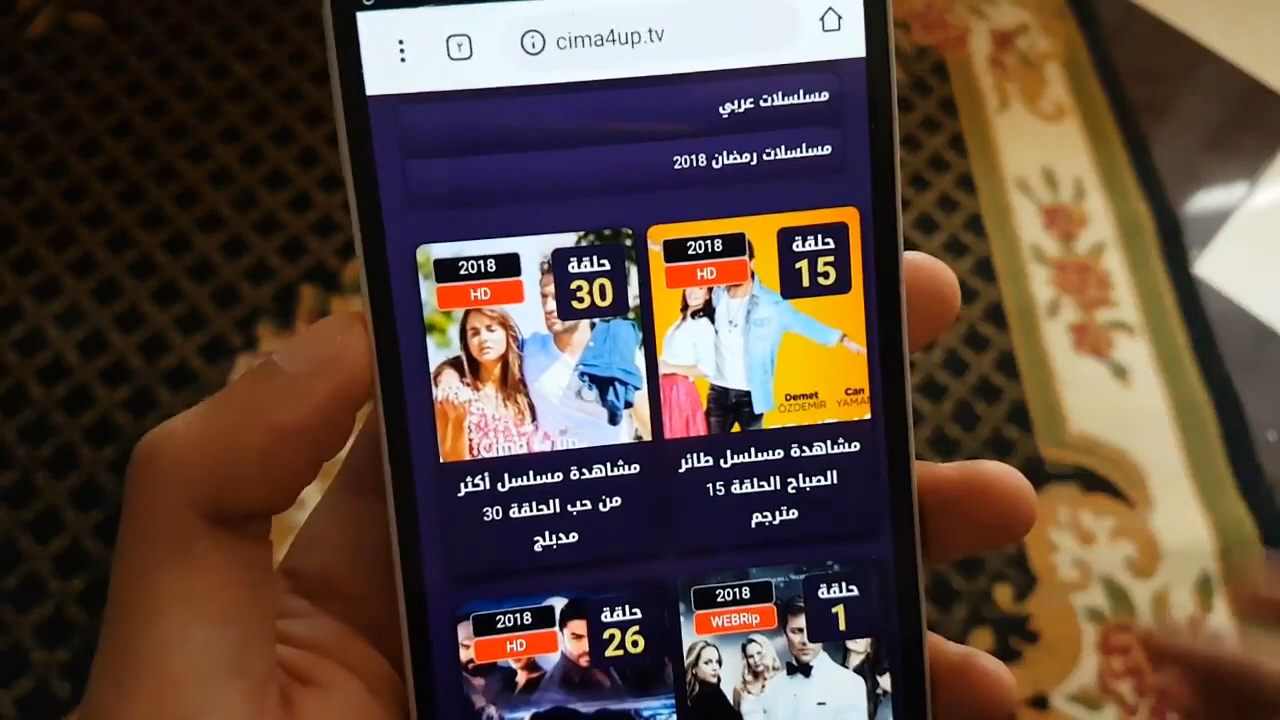 ٢
cima4up.tv
مسلسلات عربي
مسلسلات رمضان 2018
2018
HD
حلقة
15
Demet
ÖZDEMİR
Can
YAMAN
مشاهدة مسلسل طائر
الصباح الحلقة 15
مترجم
2018
HD
حلقة
30
مشاهدة مسلسل أكثر
من حب الحلقة 30
مدبلج
2018
WEBRip
حلقة
1
2018
HD
حلقة
26